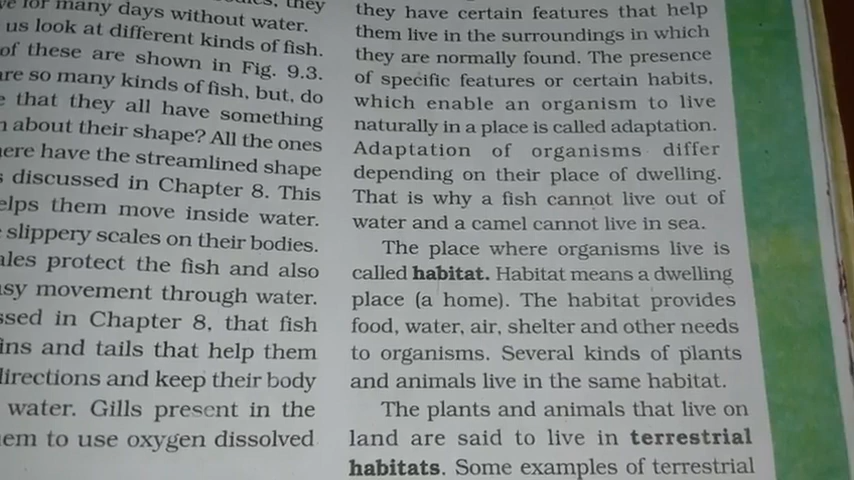 for many days without water.
us look at different kinds of fish.
of these are shown in Fig. 9.3.
are so many kinds of fish, but, do
that they all have something
about their shape? All the ones
here have the streamlined shape
discussed in Chapter 8. This
helps them move inside water.
slippery scales on their bodies.
protect the fish and also
movement through water.
in Chapter 8, that fish
and tails that help them
directions and keep their body
water. Gills present in the
to use oxygen dissolved
they have certain features that help
them live in the surroundings in which
they are normally found. The presence
of specific features or certain habits,
which enable an organism to live
naturally in a place is called adaptation.
Adaptation of organisms differ
depending on their place of dwelling.
That is why a fish cannot live out of
water and a camel cannot live in sea.
The place where organisms live is
called habitat. Habitat means a dwelling
place (a home). The habitat provides
food, water, air, shelter and other needs
to organisms. Several kinds of plants
and animals live in the same habitat.
The plants and animals that live on
land are said to live in terrestrial
habitats. Some examples of terrestrial